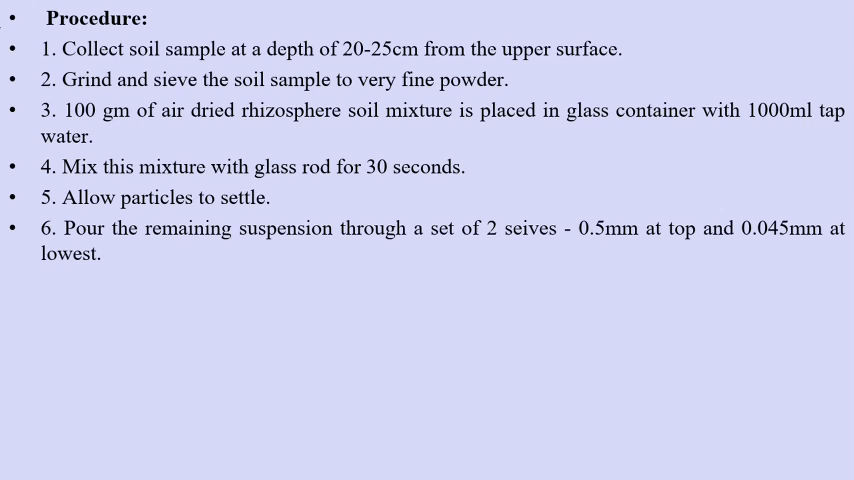 • Procedure:
• 1. Collect soil sample at a depth of 20-25cm from the upper surface.
• 2. Grind and sieve the soil sample to very fine powder.
• 3. 100 gm of air dried rhizosphere soil mixture is placed in glass container with 1000ml tap
water.
• 4. Mix this mixture with glass rod for 30 seconds.
• 5. Allow particles to settle.
• 6. Pour the remaining suspension through a set of 2 seives - 0.5mm at top and 0.045mm at
lowest.